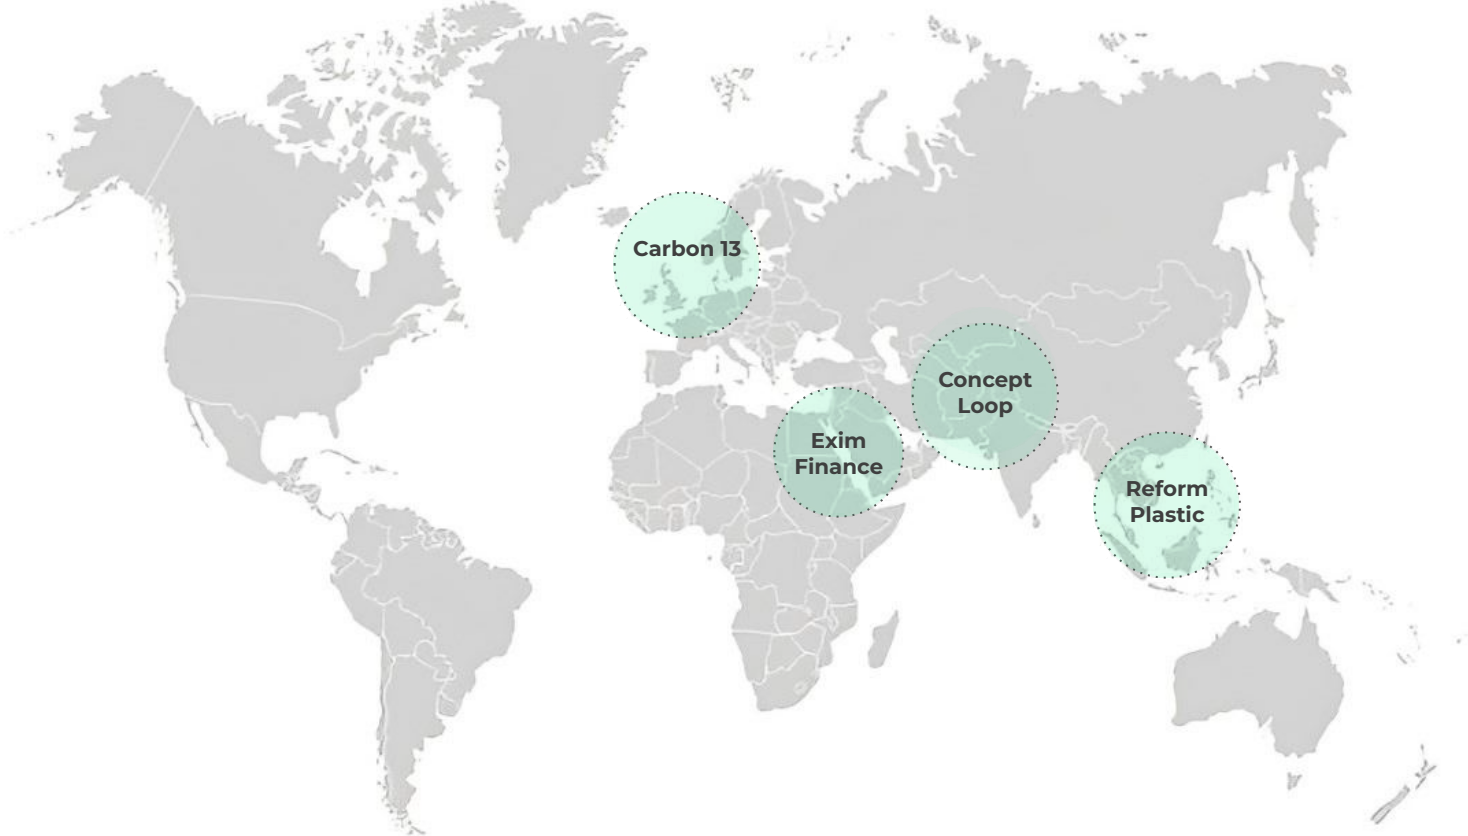 Carbon 13
Concept
Loop
Exim
Finance
Reform
Plastic